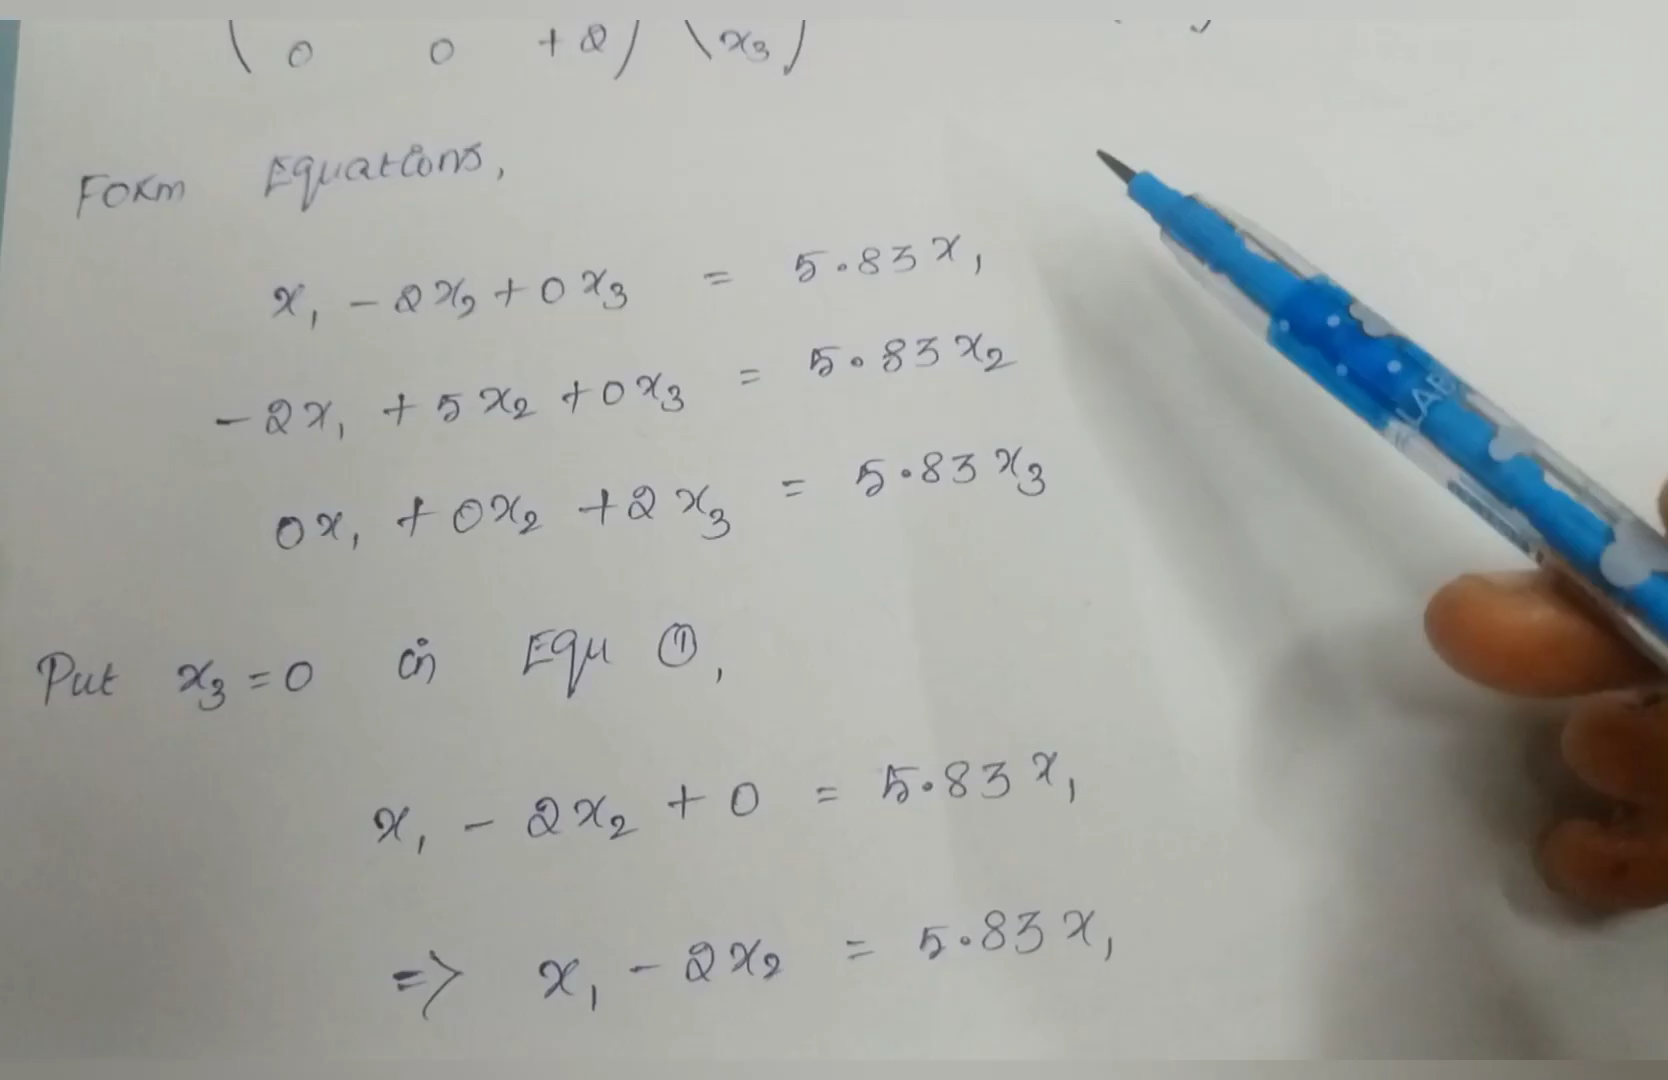 ( 0 0 +2 ) ( x₃ )
Form Equations,
x₁ - 2x₂ + 0x₃ = 5.83x₁
-2x₁ + 5x₂ + 0x₃ = 5.83x₂
0x₁ + 0x₂ + 2x₃ = 5.83x₃
Put x₃ = 0 in Equ ①,
x₁ - 2x₂ + 0 = 5.83x₁
=> x₁ - 2x₂ = 5.83x₁
LAB